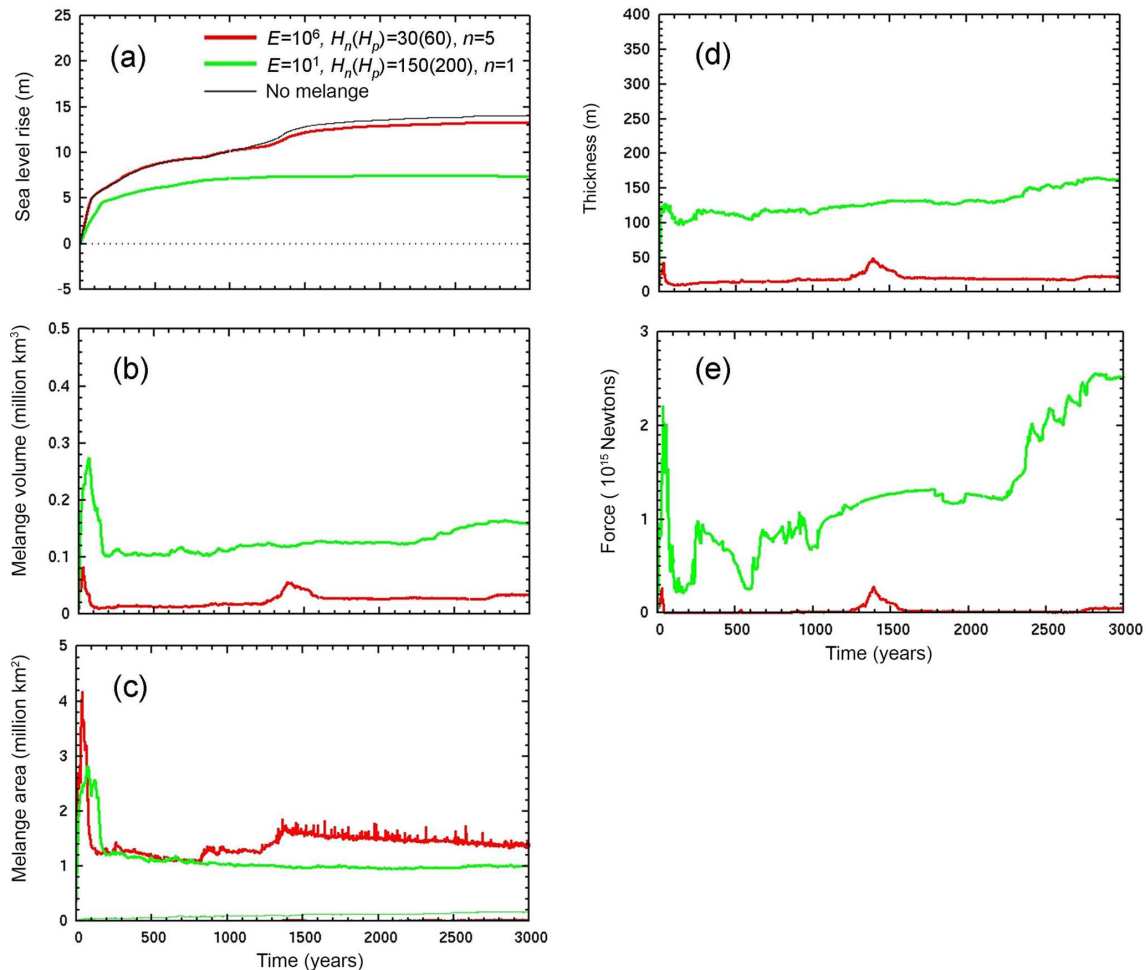 (a)
E=10⁶, Hₙ(Hₚ)=30(60), n=5
E=10¹, Hₙ(Hₚ)=150(200), n=1
No melange
Sea level rise (m)
25
20
15
10
5
0
-5
(b)
Melange volume (million km³)
0.5
0.4
0.3
0.2
0.1
0
(c)
Melange area (million km²)
5
4
3
2
1
0
0 500 1000 1500 2000 2500 3000
Time (years)
(d)
Thickness (m)
400
350
300
250
200
150
100
50
0
(e)
Force ( 10¹⁵ Newtons)
3
2
1
0
0 500 1000 1500 2000 2500 3000
Time (years)